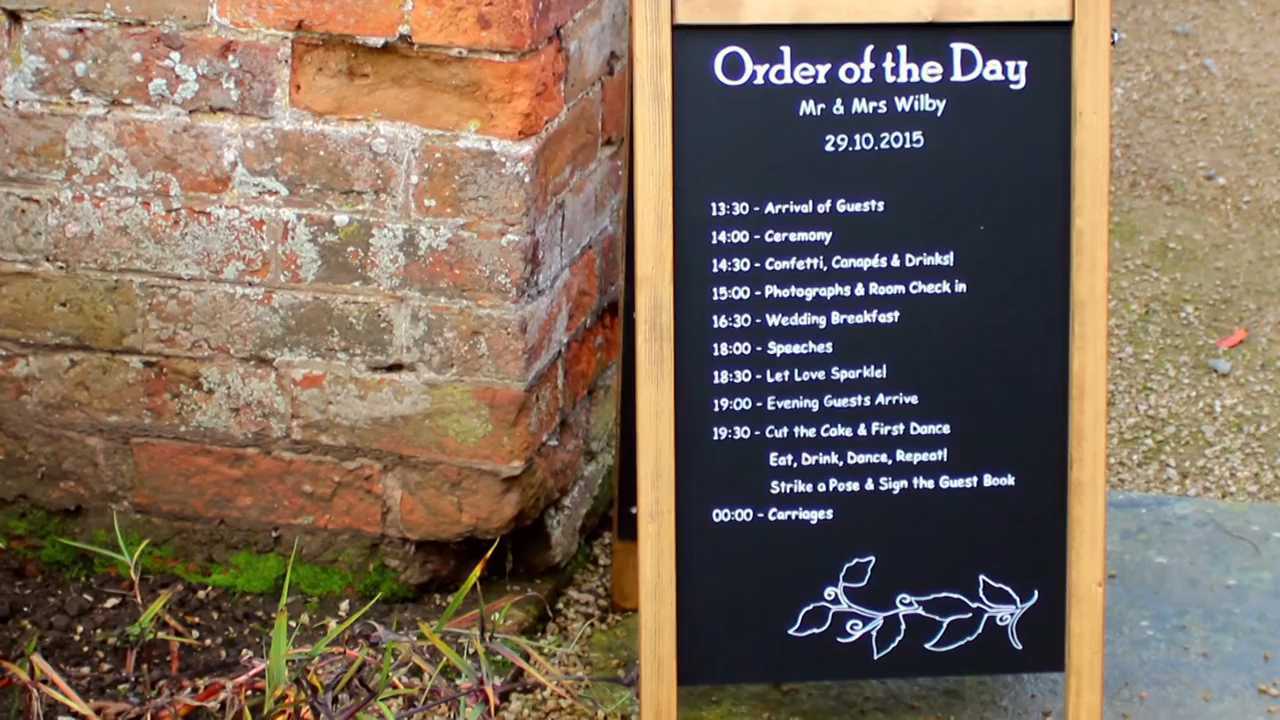 Order of the Day
Mr & Mrs Wilby
29.10.2015
13:30 - Arrival of Guests
14:00 - Ceremony
14:30 - Confetti, Canapés & Drinks!
15:00 - Photographs & Room Check in
16:30 - Wedding Breakfast
18:00 - Speeches
18:30 - Let Love Sparkle!
19:00 - Evening Guests Arrive
19:30 - Cut the Cake & First Dance
Eat, Drink, Dance, Repeat!
Strike a Pose & Sign the Guest Book
00:00 - Carriages